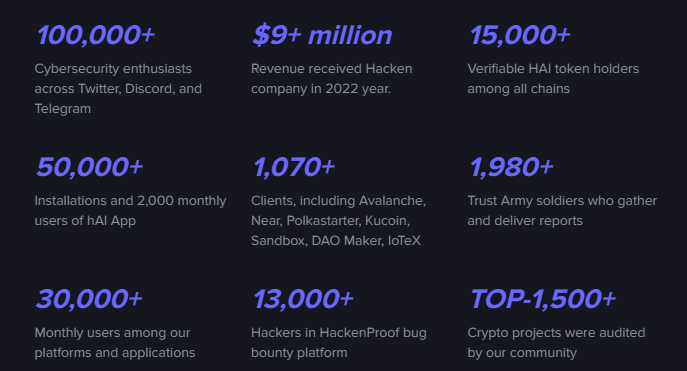 100,000+
Cybersecurity enthusiasts
across Twitter, Discord, and
Telegram
$9+ million
Revenue received Hacken
company in 2022 year.
15,000+
Verifiable HAI token holders
among all chains
50,000+
Installations and 2,000 monthly
users of hAI App
1,070+
Clients, including Avalanche,
Near, Polkastarter, Kucoin,
Sandbox, DAO Maker, IoTeX
1,980+
Trust Army soldiers who gather
and deliver reports
30,000+
Monthly users among our
platforms and applications
13,000+
Hackers in HackenProof bug
bounty platform
TOP-1,500+
Crypto projects were audited
by our community